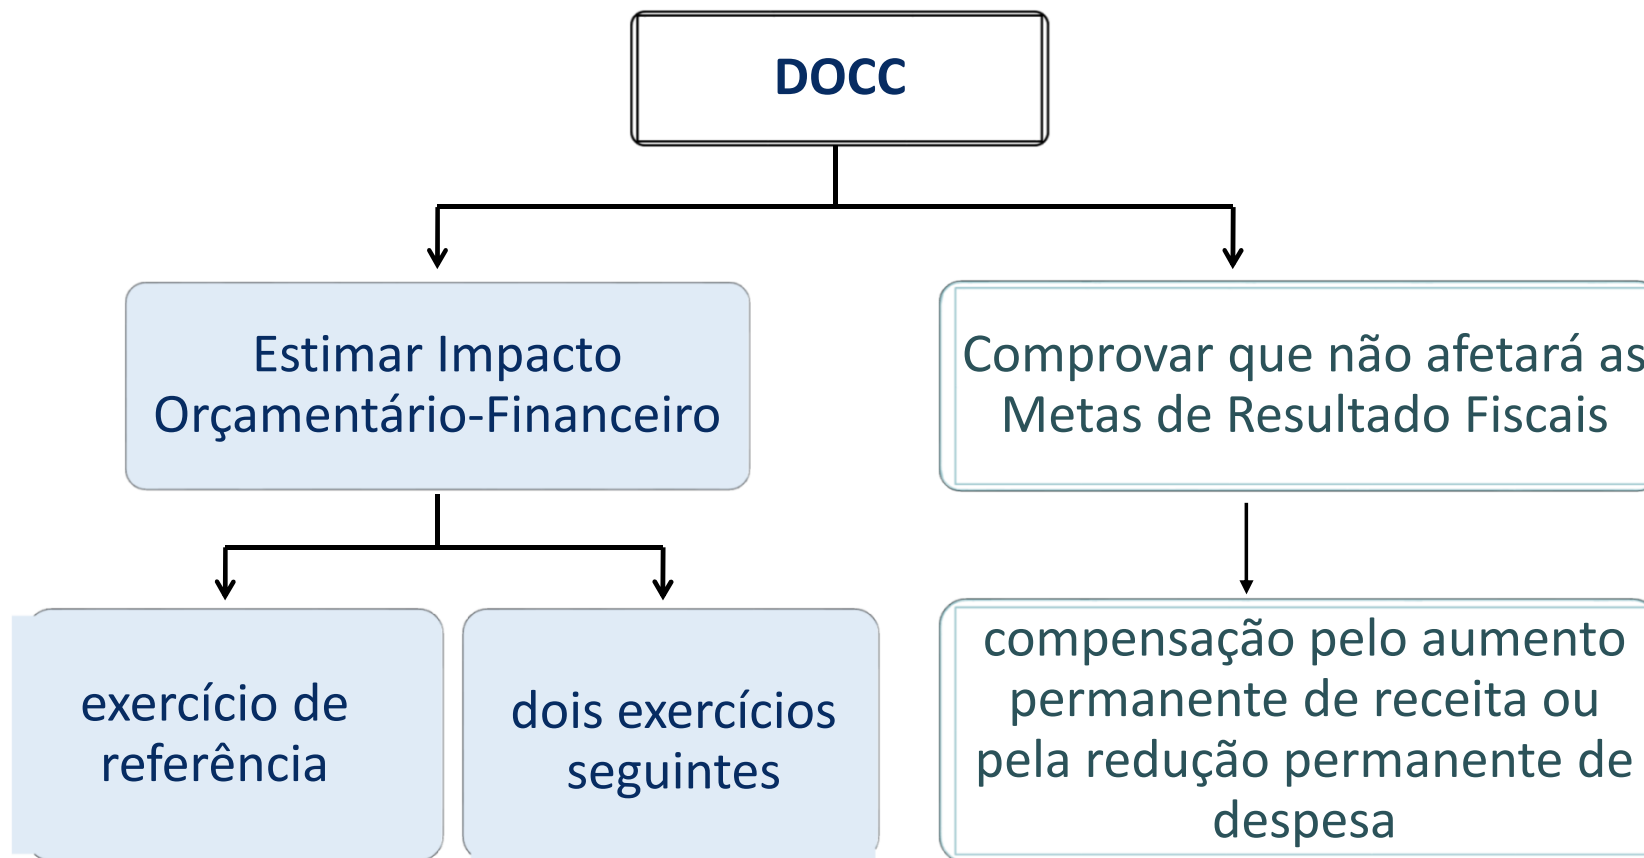 DOCC
Estimar Impacto
Orçamentário-Financeiro
Comprovar que não afetará as
Metas de Resultado Fiscais
exercício de
referência
dois exercícios
seguintes
compensação pelo aumento
permanente de receita ou
pela redução permanente de
despesa